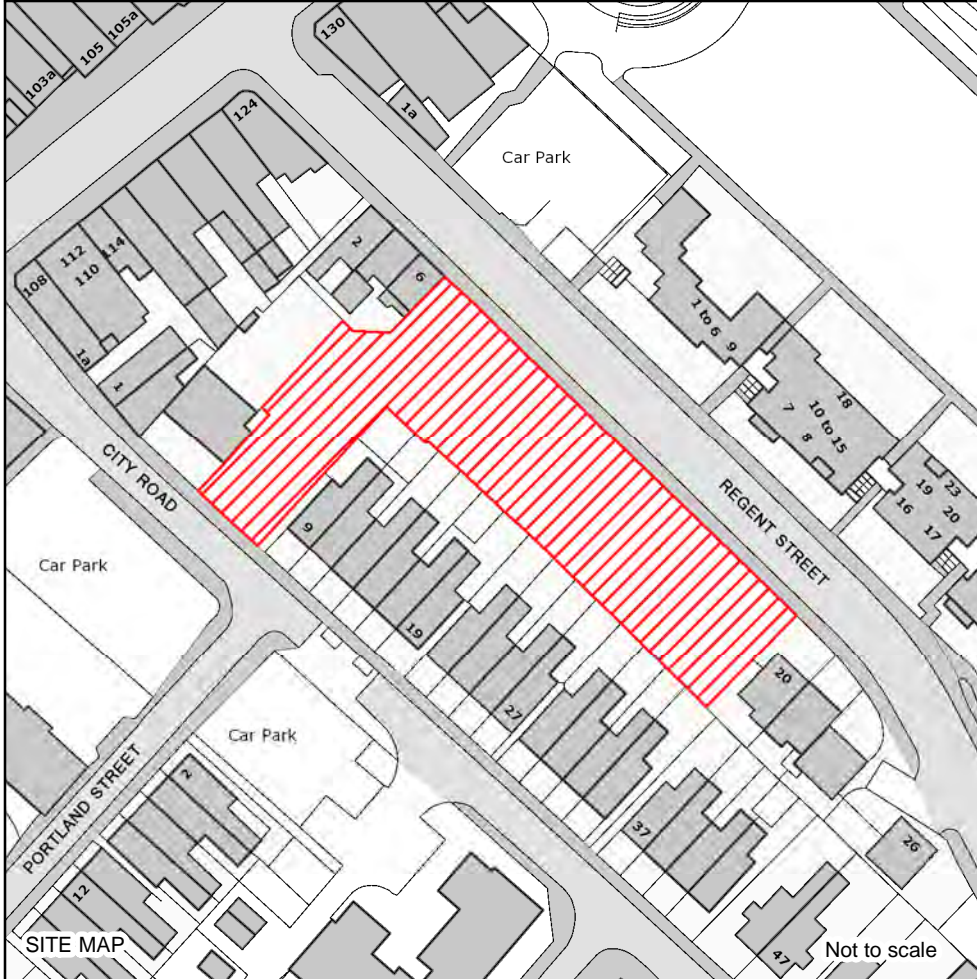 105a
105
103a
130
1a
124
Car Park
114
112
110
108
1a
1
2
6
1 to 6
9
18
10 to 15
7
8
23
19
20
16
17
CITY ROAD
REGENT STREET
Car Park
9
19
27
20
37
26
47
Car Park
PORTLAND STREET
2
12
SITE MAP
Not to scale